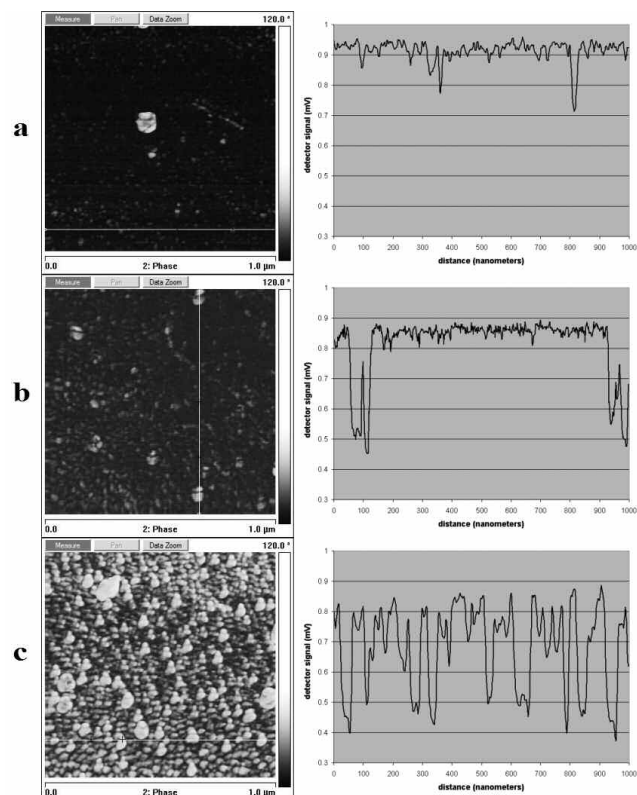 Measure Pan Data Zoom 120.0 °
a
0.0 2: Phase 1.0 µm
detector signal (mV)
1
0.9
0.8
0.7
0.6
0.5
0.4
0.3
0 100 200 300 400 500 600 700 800 900 1000
distance (nanometers)
Measure Pan Data Zoom 120.0 °
b
0.0 2: Phase 1.0 µm
detector signal (mV)
1
0.9
0.8
0.7
0.6
0.5
0.4
0.3
0 100 200 300 400 500 600 700 800 900 1000
distance (nanometers)
Measure Pan Data Zoom 120.0 °
c
0.0 2: Phase 1.0 µm
detector signal (mV)
1
0.9
0.8
0.7
0.6
0.5
0.4
0.3
0 100 200 300 400 500 600 700 800 900 1000
distance (nanometers)